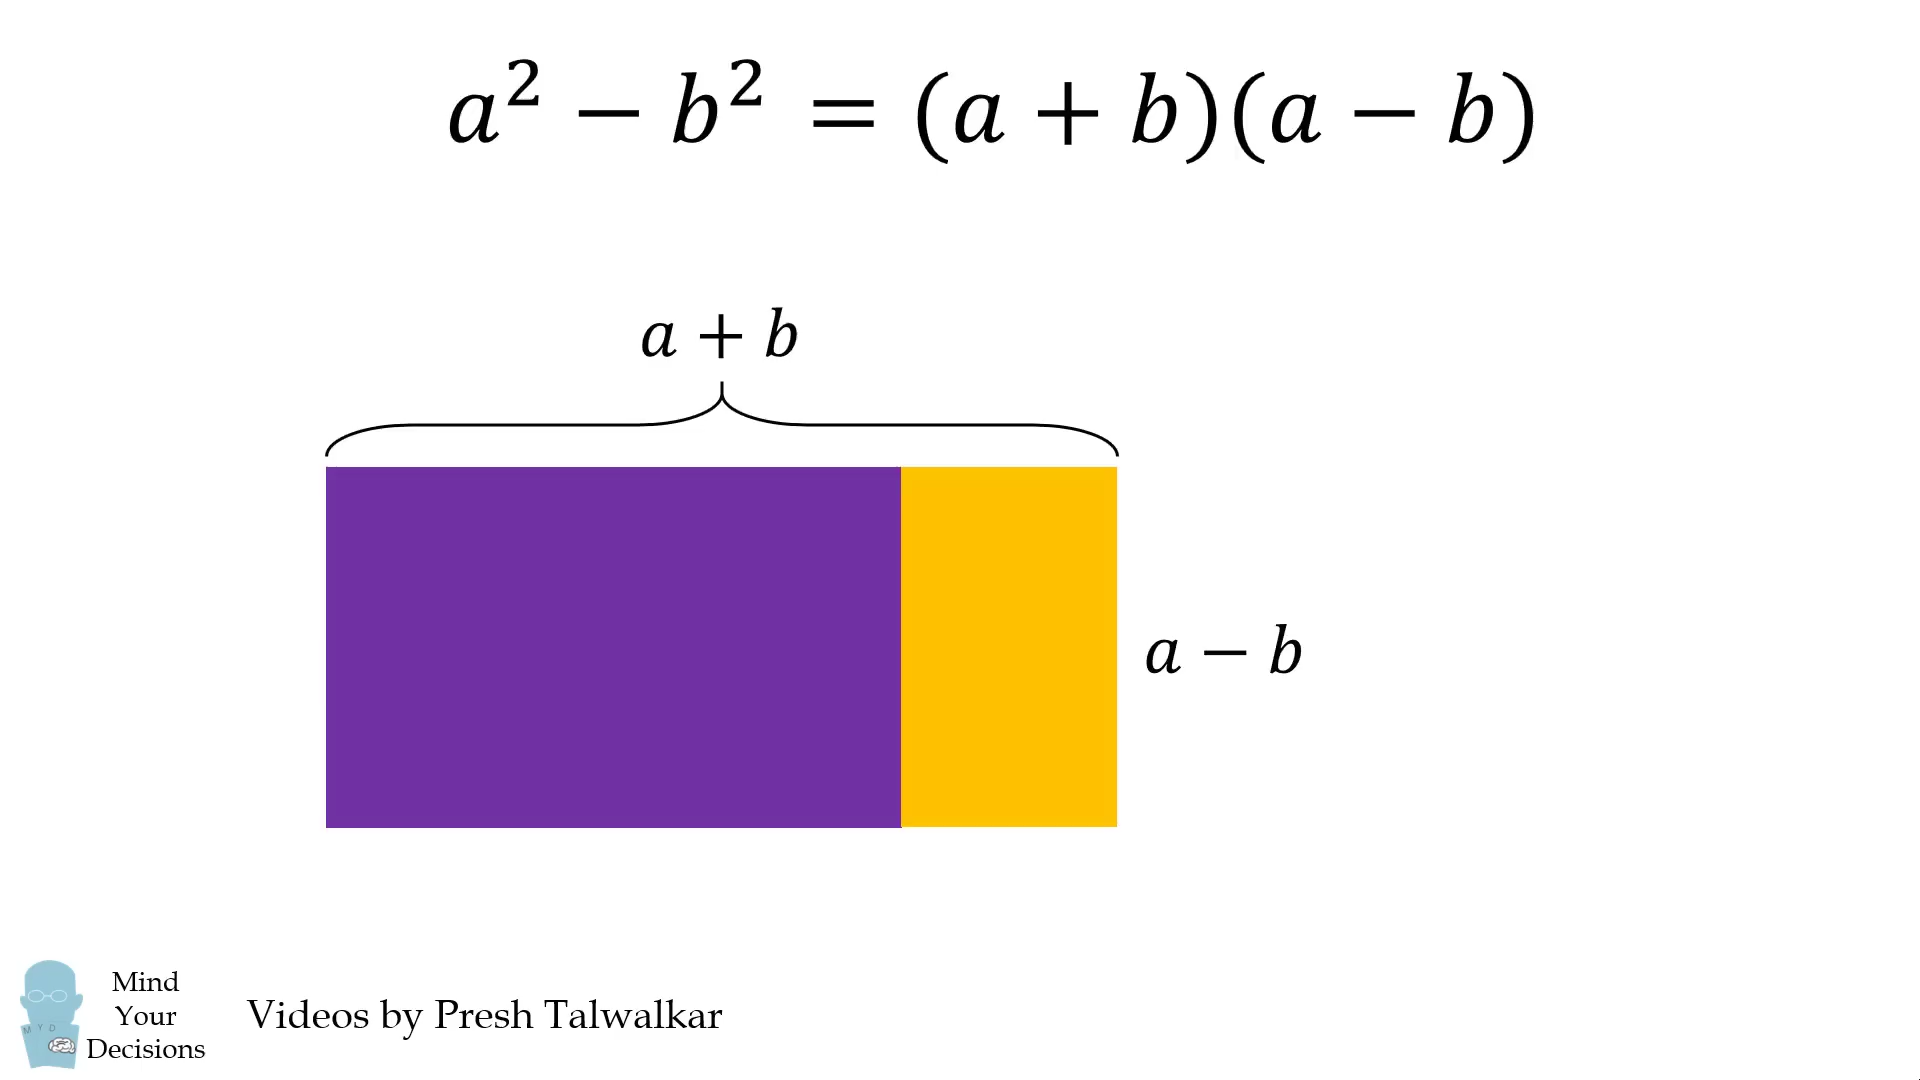 a² − b² = (a + b)(a − b)
a + b
a − b
M Y D
Mind
Your
Decisions
Videos by Presh Talwalkar